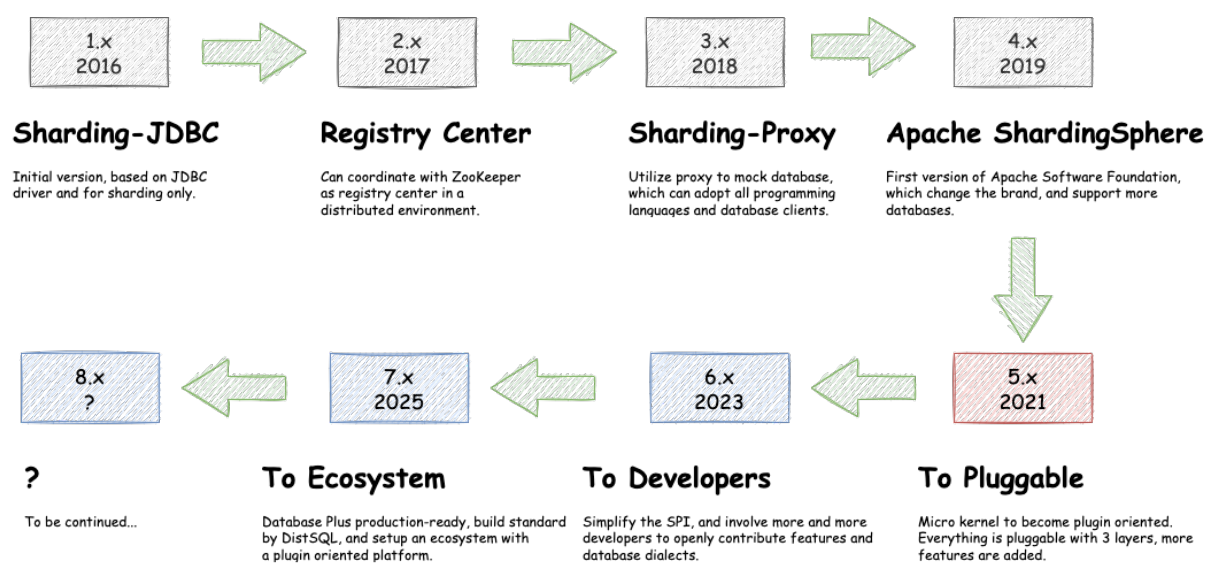 1.x
2016
2.x
2017
3.x
2018
4.x
2019
Sharding-JDBC
Initial version, based on JDBC
driver and for sharding only.
Registry Center
Can coordinate with ZooKeeper
as registry center in a
distributed environment.
Sharding-Proxy
Utilize proxy to mock database,
which can adopt all programming
languages and database clients.
Apache ShardingSphere
First version of Apache Software Foundation,
which change the brand, and support more
databases.
8.x
?
7.x
2025
6.x
2023
5.x
2021
?
To be continued...
To Ecosystem
Database Plus production-ready, build standard
by DistSQL, and setup an ecosystem with
a plugin oriented platform.
To Developers
Simplify the SPI, and involve more and more
developers to openly contribute features and
database dialects.
To Pluggable
Micro kernel to become plugin oriented.
Everything is pluggable with 3 layers, more
features are added.